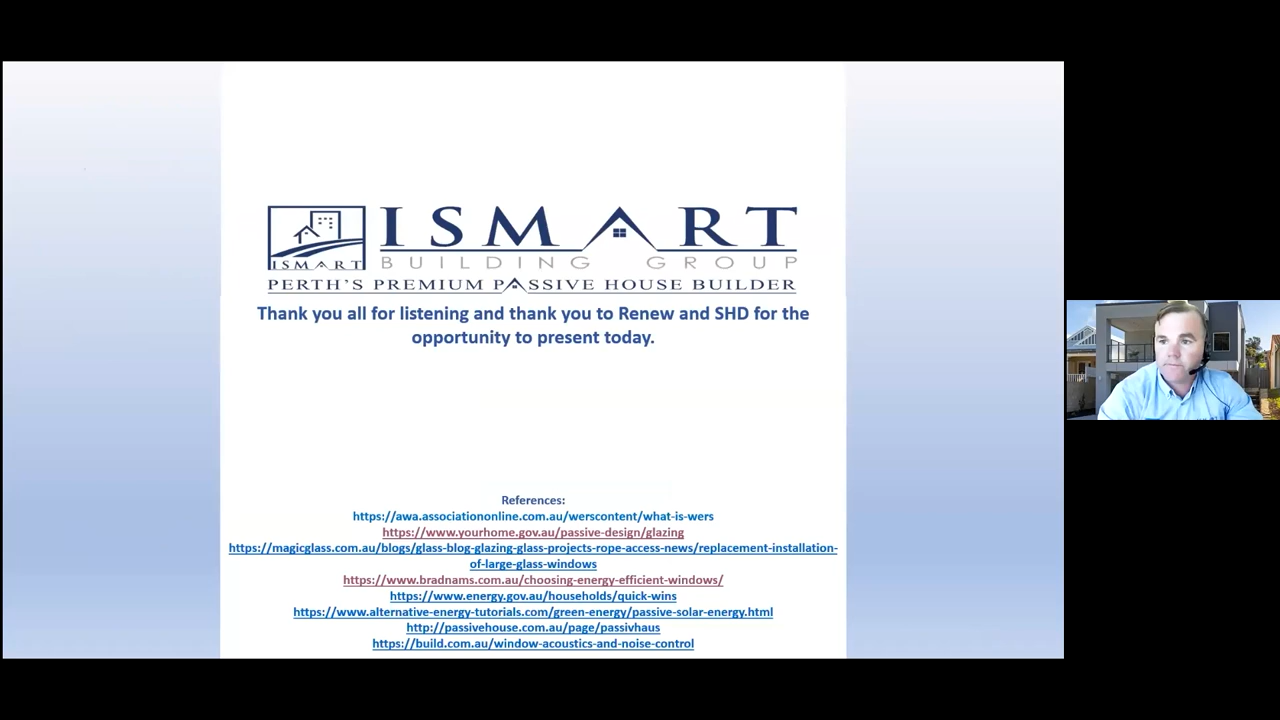 ISMART
ISMART
BUILDING GROUP
PERTH'S PREMIUM PASSIVE HOUSE BUILDER
Thank you all for listening and thank you to Renew and SHD for the
opportunity to present today.
References:
https://awa.associationonline.com.au/werscontent/what-is-wers
https://www.yourhome.gov.au/passive-design/glazing
https://magicglass.com.au/blogs/glass-blog-glazing-glass-projects-rope-access-news/replacement-installation-
of-large-glass-windows
https://www.bradnams.com.au/choosing-energy-efficient-windows/
https://www.energy.gov.au/households/quick-wins
https://www.alternative-energy-tutorials.com/green-energy/passive-solar-energy.html
http://passivehouse.com.au/page/passivhaus
https://build.com.au/window-acoustics-and-noise-control